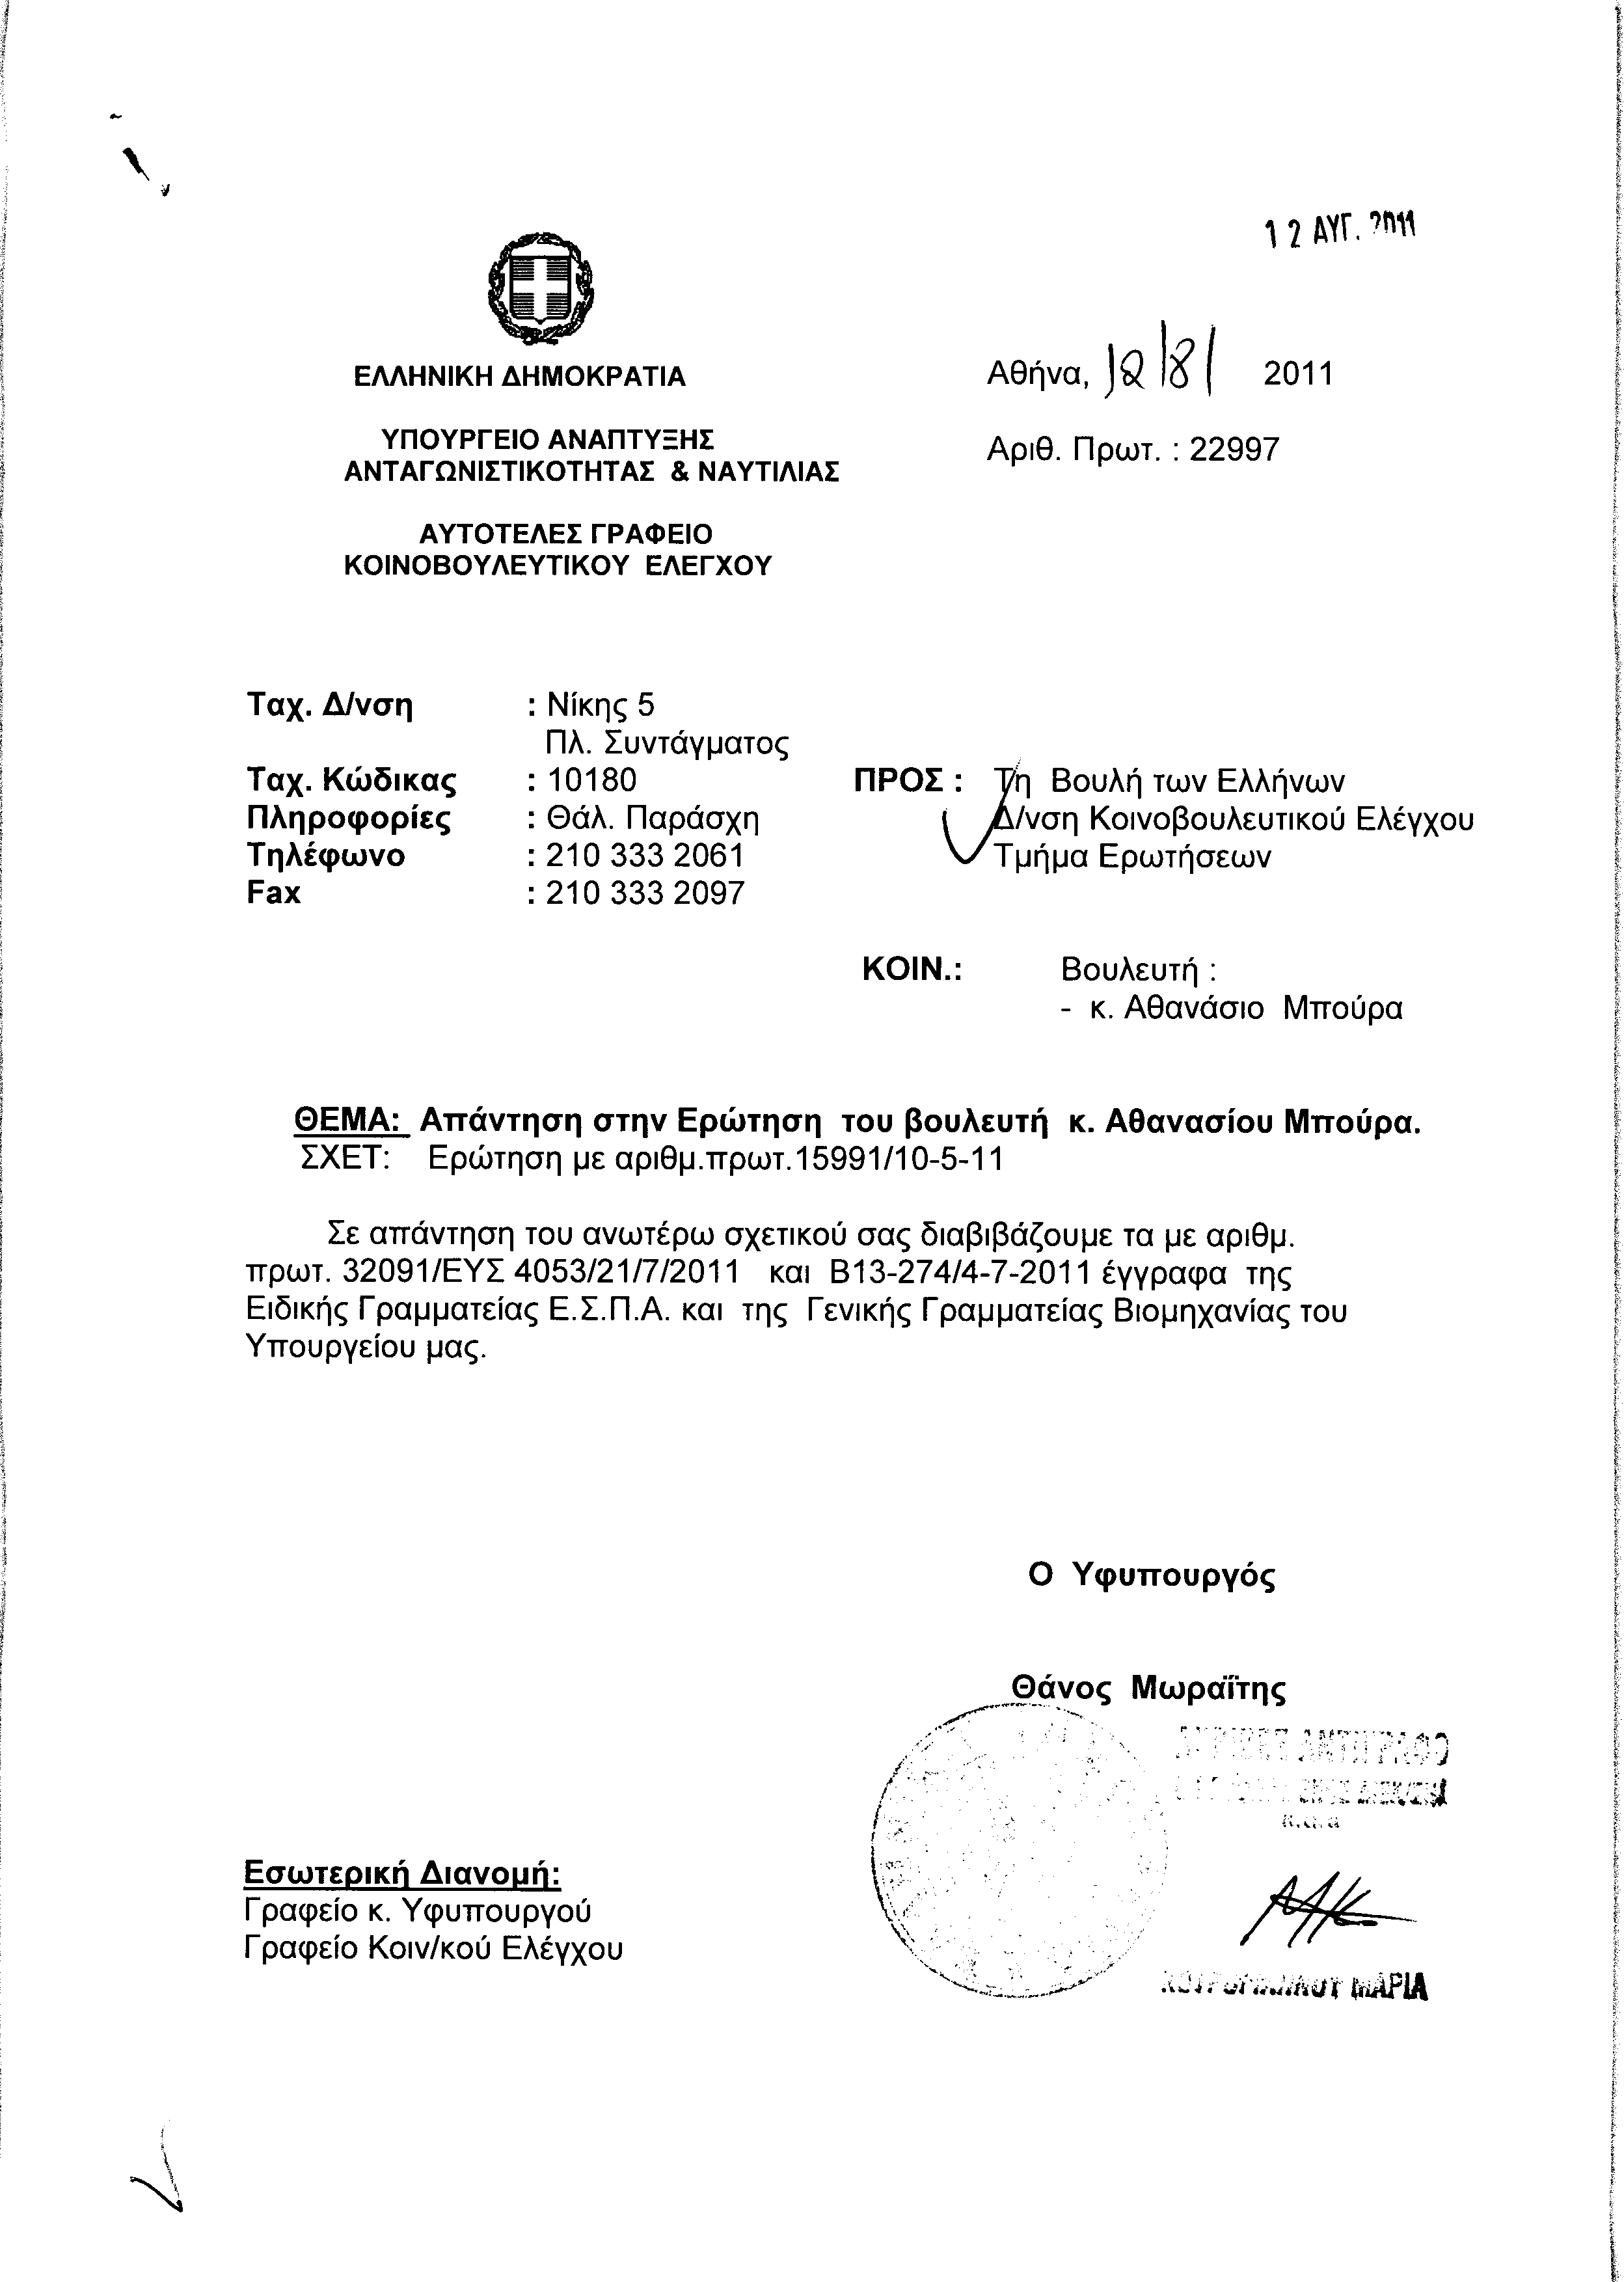 1 2 ΑΥΓ. 2011
ΕΛΛΗΝΙΚΗ ΔΗΜΟΚΡΑΤΙΑ
Αθήνα, 12/8/ 2011
ΥΠΟΥΡΓΕΙΟ ΑΝΑΠΤΥΞΗΣ
ΑΝΤΑΓΩΝΙΣΤΙΚΟΤΗΤΑΣ & ΝΑΥΤΙΛΙΑΣ
Αριθ. Πρωτ. : 22997
ΑΥΤΟΤΕΛΕΣ ΓΡΑΦΕΙΟ
ΚΟΙΝΟΒΟΥΛΕΥΤΙΚΟΥ ΕΛΕΓΧΟΥ
Ταχ. Δ/νση : Νίκης 5
Πλ. Συντάγματος
Ταχ. Κώδικας : 10180
Πληροφορίες : Θάλ. Παράσχη
Τηλέφωνο : 210 333 2061
Fax : 210 333 2097
ΠΡΟΣ : Τη Βουλή των Ελλήνων
Δ/νση Κοινοβουλευτικού Ελέγχου
Τμήμα Ερωτήσεων
ΚΟΙΝ.: Βουλευτή :
- κ. Αθανάσιο Μπούρα
ΘΕΜΑ: Απάντηση στην Ερώτηση του βουλευτή κ. Αθανασίου Μπούρα.
ΣΧΕΤ: Ερώτηση με αριθμ.πρωτ.15991/10-5-11
Σε απάντηση του ανωτέρω σχετικού σας διαβιβάζουμε τα με αριθμ.
πρωτ. 32091/ΕΥΣ 4053/21/7/2011 και Β13-274/4-7-2011 έγγραφα της
Ειδικής Γραμματείας Ε.Σ.Π.Α. και της Γενικής Γραμματείας Βιομηχανίας του
Υπουργείου μας.
Ο Υφυπουργός
Θάνος Μωραΐτης
Εσωτερική Διανομή:
Γραφείο κ. Υφυπουργού
Γραφείο Κοιν/κού Ελέγχου
ΜΑΡΙΑ